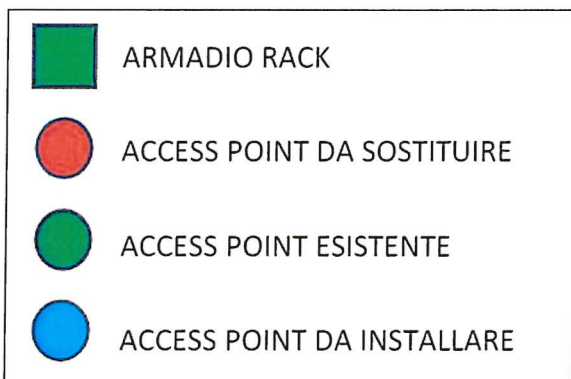 ARMADIO RACK
ACCESS POINT DA SOSTITUIRE
ACCESS POINT ESISTENTE
ACCESS POINT DA INSTALLARE